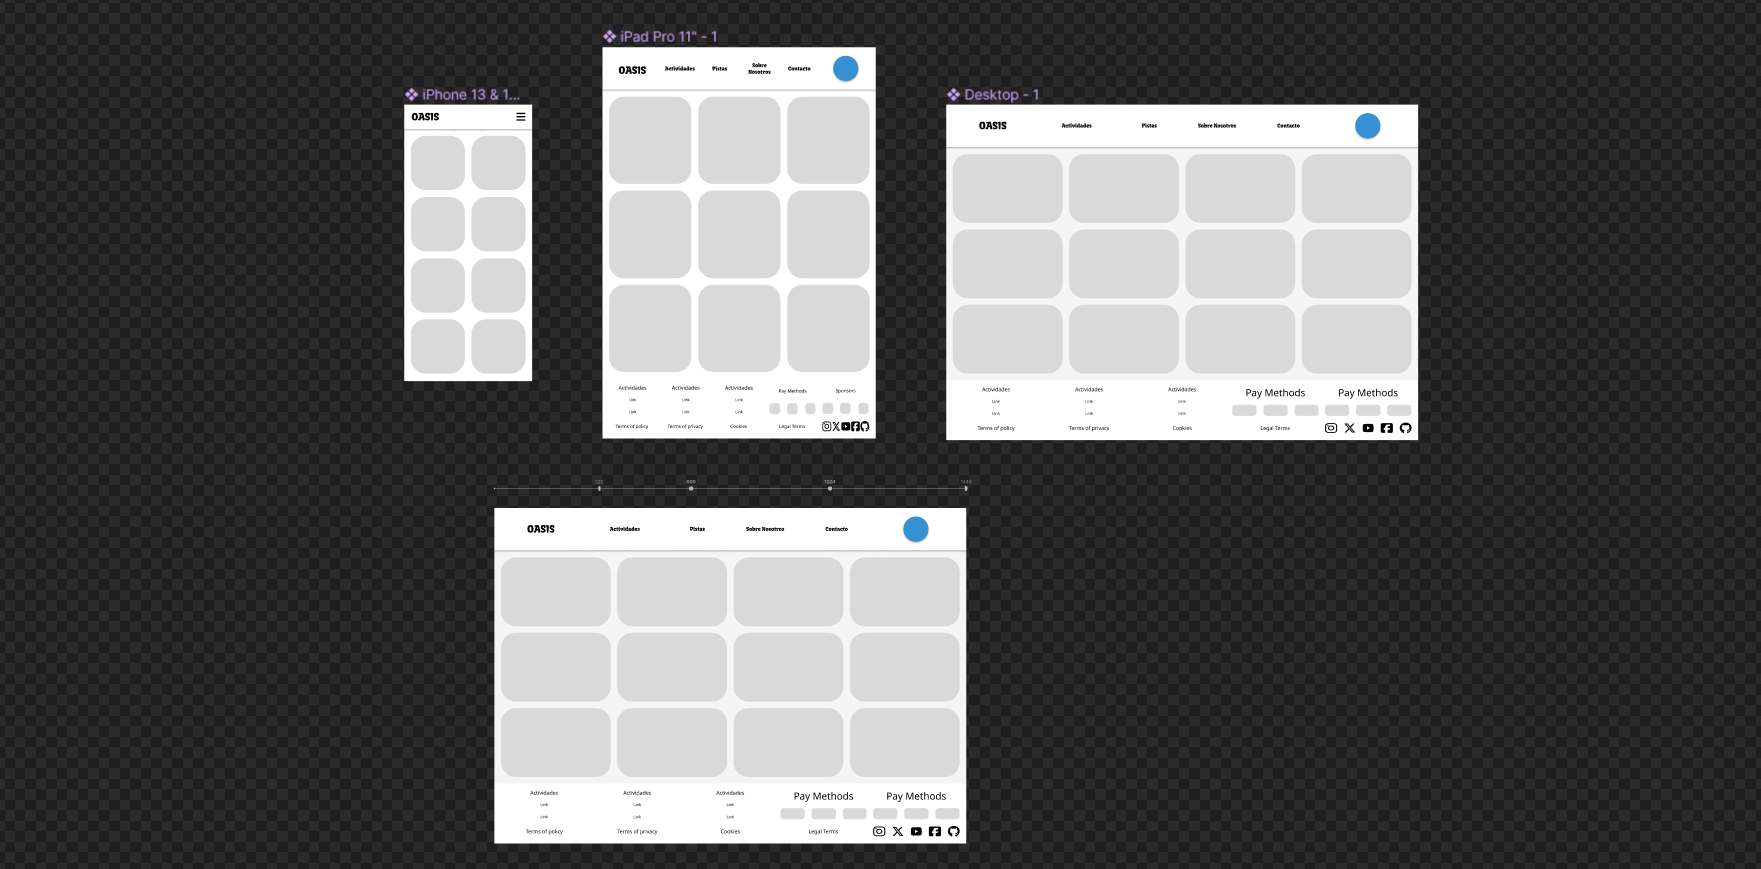 iPhone 13 & 1...
OASIS
iPad Pro 11" - 1
OASIS Actividades Pistas Sobre Nosotros Contacto
Actividades Actividades Actividades Pay Methods Sponsors
Link Link Link
Link Link Link
Terms of policy Terms of privacy Cookies Legal Terms
Desktop - 1
OASIS Actividades Pistas Sobre Nosotros Contacto
Actividades Actividades Actividades Pay Methods Pay Methods
Link Link Link
Link Link Link
Terms of policy Terms of privacy Cookies Legal Terms
320 600 1024 1440
OASIS Actividades Pistas Sobre Nosotros Contacto
Actividades Actividades Actividades Pay Methods Pay Methods
Link Link Link
Link Link Link
Terms of policy Terms of privacy Cookies Legal Terms